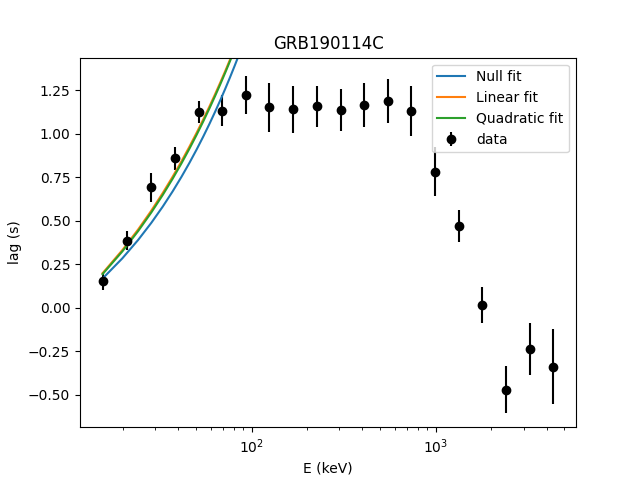 GRB190114C
Null fit
Linear fit
Quadratic fit
data
lag (s)
1.25
1.00
0.75
0.50
0.25
0.00
−0.25
−0.50
10²
10³
E (keV)